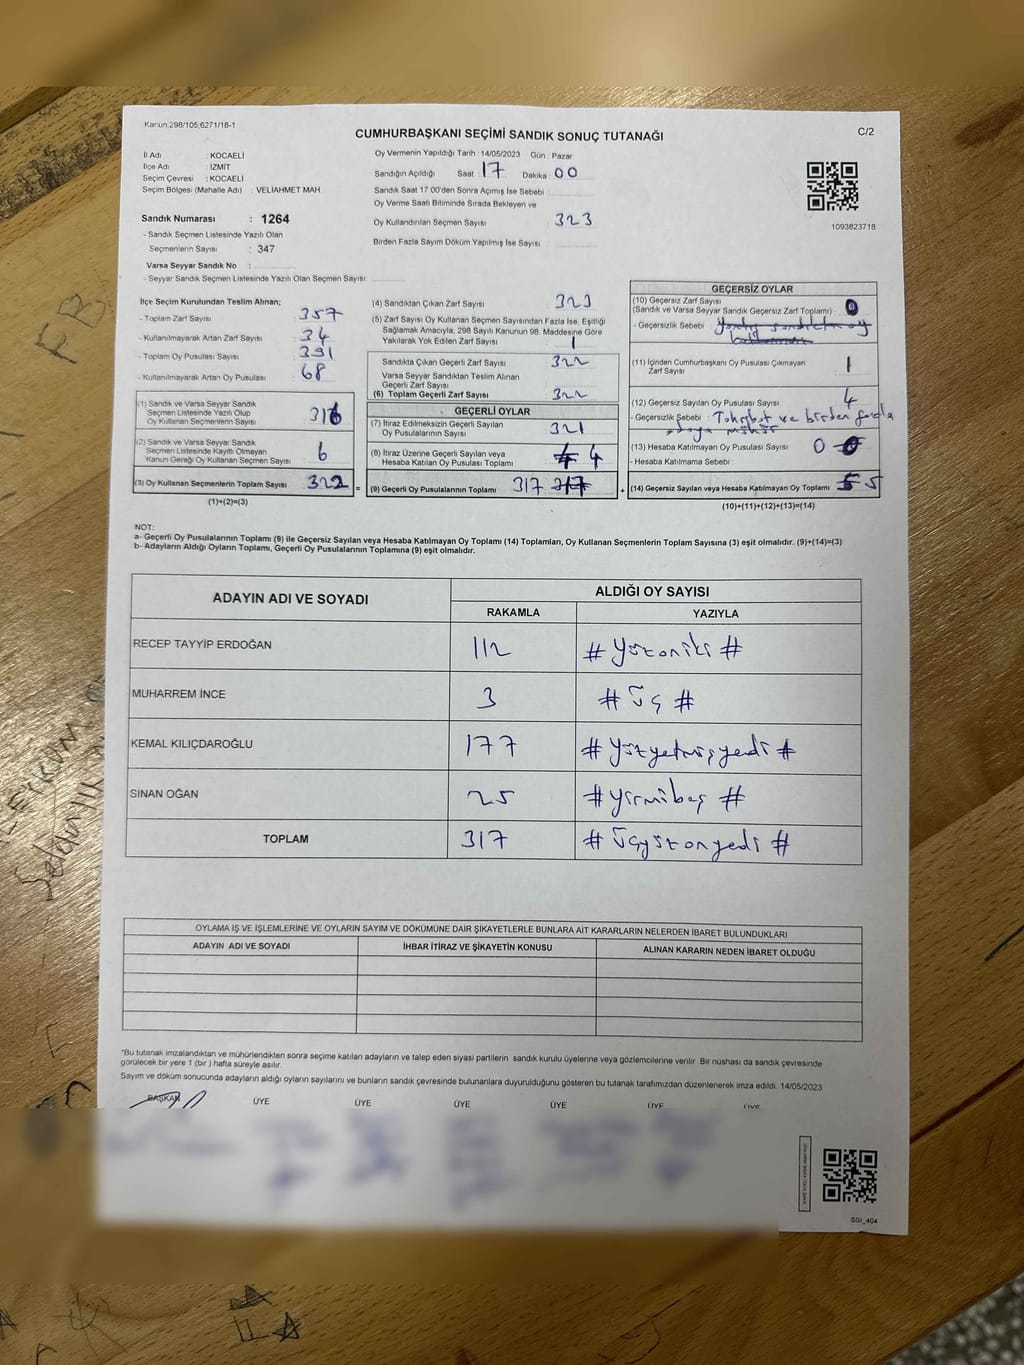 Kanun.298/105;6271/18-1
CUMHURBAŞKANI SEÇİMİ SANDIK SONUÇ TUTANAĞI
C/2
İl Adı : KOCAELİ
İlçe Adı : İZMİT
Seçim Çevresi : KOCAELİ
Seçim Bölgesi (Mahalle Adı) : VELİAHMET MAH
Sandık Numarası : 1264
- Sandık Seçmen Listesinde Yazılı Olan
Seçmenlerin Sayısı : 347
Varsa Seyyar Sandık No :
- Seyyar Sandık Seçmen Listesinde Yazılı Olan Seçmen Sayısı:
Oy Vermenin Yapıldığı Tarih : 14/05/2023 Gün : Pazar
Sandığın Açıldığı Saat : 17 Dakika : 00
Sandık Saat 17.00'den Sonra Açımış İse Sebebi
Oy Verme Saati Bitiminde Sırada Bekleyen ve
Oy Kullandırılan Seçmen Sayısı 323
Birden Fazla Sayım Döküm Yapılmış İse Sayısı
1093823718
İlçe Seçim Kurulundan Teslim Alınan;
- Toplam Zarf Sayısı 357
- Kullanılmayarak Artan Zarf Sayısı 34
- Toplam Oy Pusulası Sayısı 391
- Kullanılmayarak Artan Oy Pusulası 68
(1) Sandık ve Varsa Seyyar Sandık
Seçmen Listesinde Yazılı Olup
Oy Kullanan Seçmenlerin Sayısı 316
(2) Sandık ve Varsa Seyyar Sandık
Seçmen Listesinde Kayıtlı Olmayan
Kanun Gereği Oy Kullanan Seçmen Sayısı 6
(3) Oy Kullanan Seçmenlerin Toplam Sayısı 322 =
(1)+(2)=(3)
(4) Sandıktan Çıkan Zarf Sayısı 323
(5) Zarf Sayısı Oy Kullanan Seçmen Sayısından Fazla İse, Eşitliği
Sağlamak Amacıyla, 298 Sayılı Kanunun 98. Maddesine Göre
Yakılarak Yok Edilen Zarf Sayısı 1
Sandıkta Çıkan Geçerli Zarf Sayısı 322
Varsa Seyyar Sandıktan Teslim Alınan
Geçerli Zarf Sayısı
(6) Toplam Geçerli Zarf Sayısı 322
GEÇERLİ OYLAR
(7) İtiraz Edilmeksizin Geçerli Sayılan
Oy Pusulalarının Sayısı 321
(8) İtiraz Üzerine Geçerli Sayılan veya
Hesaba Katılan Oy Pusulası Toplamı 4 4
(9) Geçerli Oy Pusulalarının Toplamı 317 317 +
GEÇERSİZ OYLAR
(10) Geçersiz Zarf Sayısı
(Sandık ve Varsa Seyyar Sandık Geçersiz Zarf Toplamı) 0
- Geçersizlik Sebebi
(11) İçinden Cumhurbaşkanı Oy Pusulası Çıkmayan
Zarf Sayısı 1
(12) Geçersiz Sayılan Oy Pusulası Sayısı 4
- Geçersizlik Sebebi : ve birden fazla
mühür
(13) Hesaba Katılmayan Oy Pusulası Sayısı 0 0
- Hesaba Katılmama Sebebi
(14) Geçersiz Sayılan veya Hesaba Katılmayan Oy Toplamı 5 5
(10)+(11)+(12)+(13)=(14)
NOT:
a- Geçerli Oy Pusulalarının Toplamı (9) ile Geçersiz Sayılan veya Hesaba Katılmayan Oy Toplamı (14) Toplamları, Oy Kullanan Seçmenlerin Toplam Sayısına (3) eşit olmalıdır. (9)+(14)=(3)
b- Adayların Aldığı Oyların Toplamı, Geçerli Oy Pusulalarının Toplamına (9) eşit olmalıdır.
ADAYIN ADI VE SOYADI ALDIĞI OY SAYISI
RAKAMLA YAZIYLA
RECEP TAYYİP ERDOĞAN 112 # yüzoniki #
MUHARREM İNCE 3 # üç #
KEMAL KILIÇDAROĞLU 177 # yüzyetmişyedi #
SİNAN OĞAN 25 # yirmibeş #
TOPLAM 317 # üçyüzonyedi #
OYLAMA İŞ VE İŞLEMLERİNE VE OYLARIN SAYIM VE DÖKÜMÜNE DAİR ŞİKAYETLERLE BUNLARA AİT KARARLARIN NELERDEN İBARET BULUNDUKLARI
ADAYIN ADI VE SOYADI İHBAR İTİRAZ VE ŞİKAYETİN KONUSU ALINAN KARARIN NEDEN İBARET OLDUĞU
*Bu tutanak imzalandıktan ve mühürlendikten sonra seçime katılan adayların ve talep eden siyasi partilerin sandık kurulu üyelerine veya gözlemcilerine verilir. Bir nüshası da sandık çevresinde
görülecek bir yere 1 (bir) hafta süreyle asılır.
Sayım ve döküm sonucunda adayların aldığı oyların sayılarını ve bunların sandık çevresinde bulunanlara duyurulduğunu gösteren bu tutanak tarafımızdan düzenlenerek imza edildi. 14/05/2023
BAŞKAN ÜYE ÜYE ÜYE ÜYE ÜYE ÜYE
SSI_404
FB